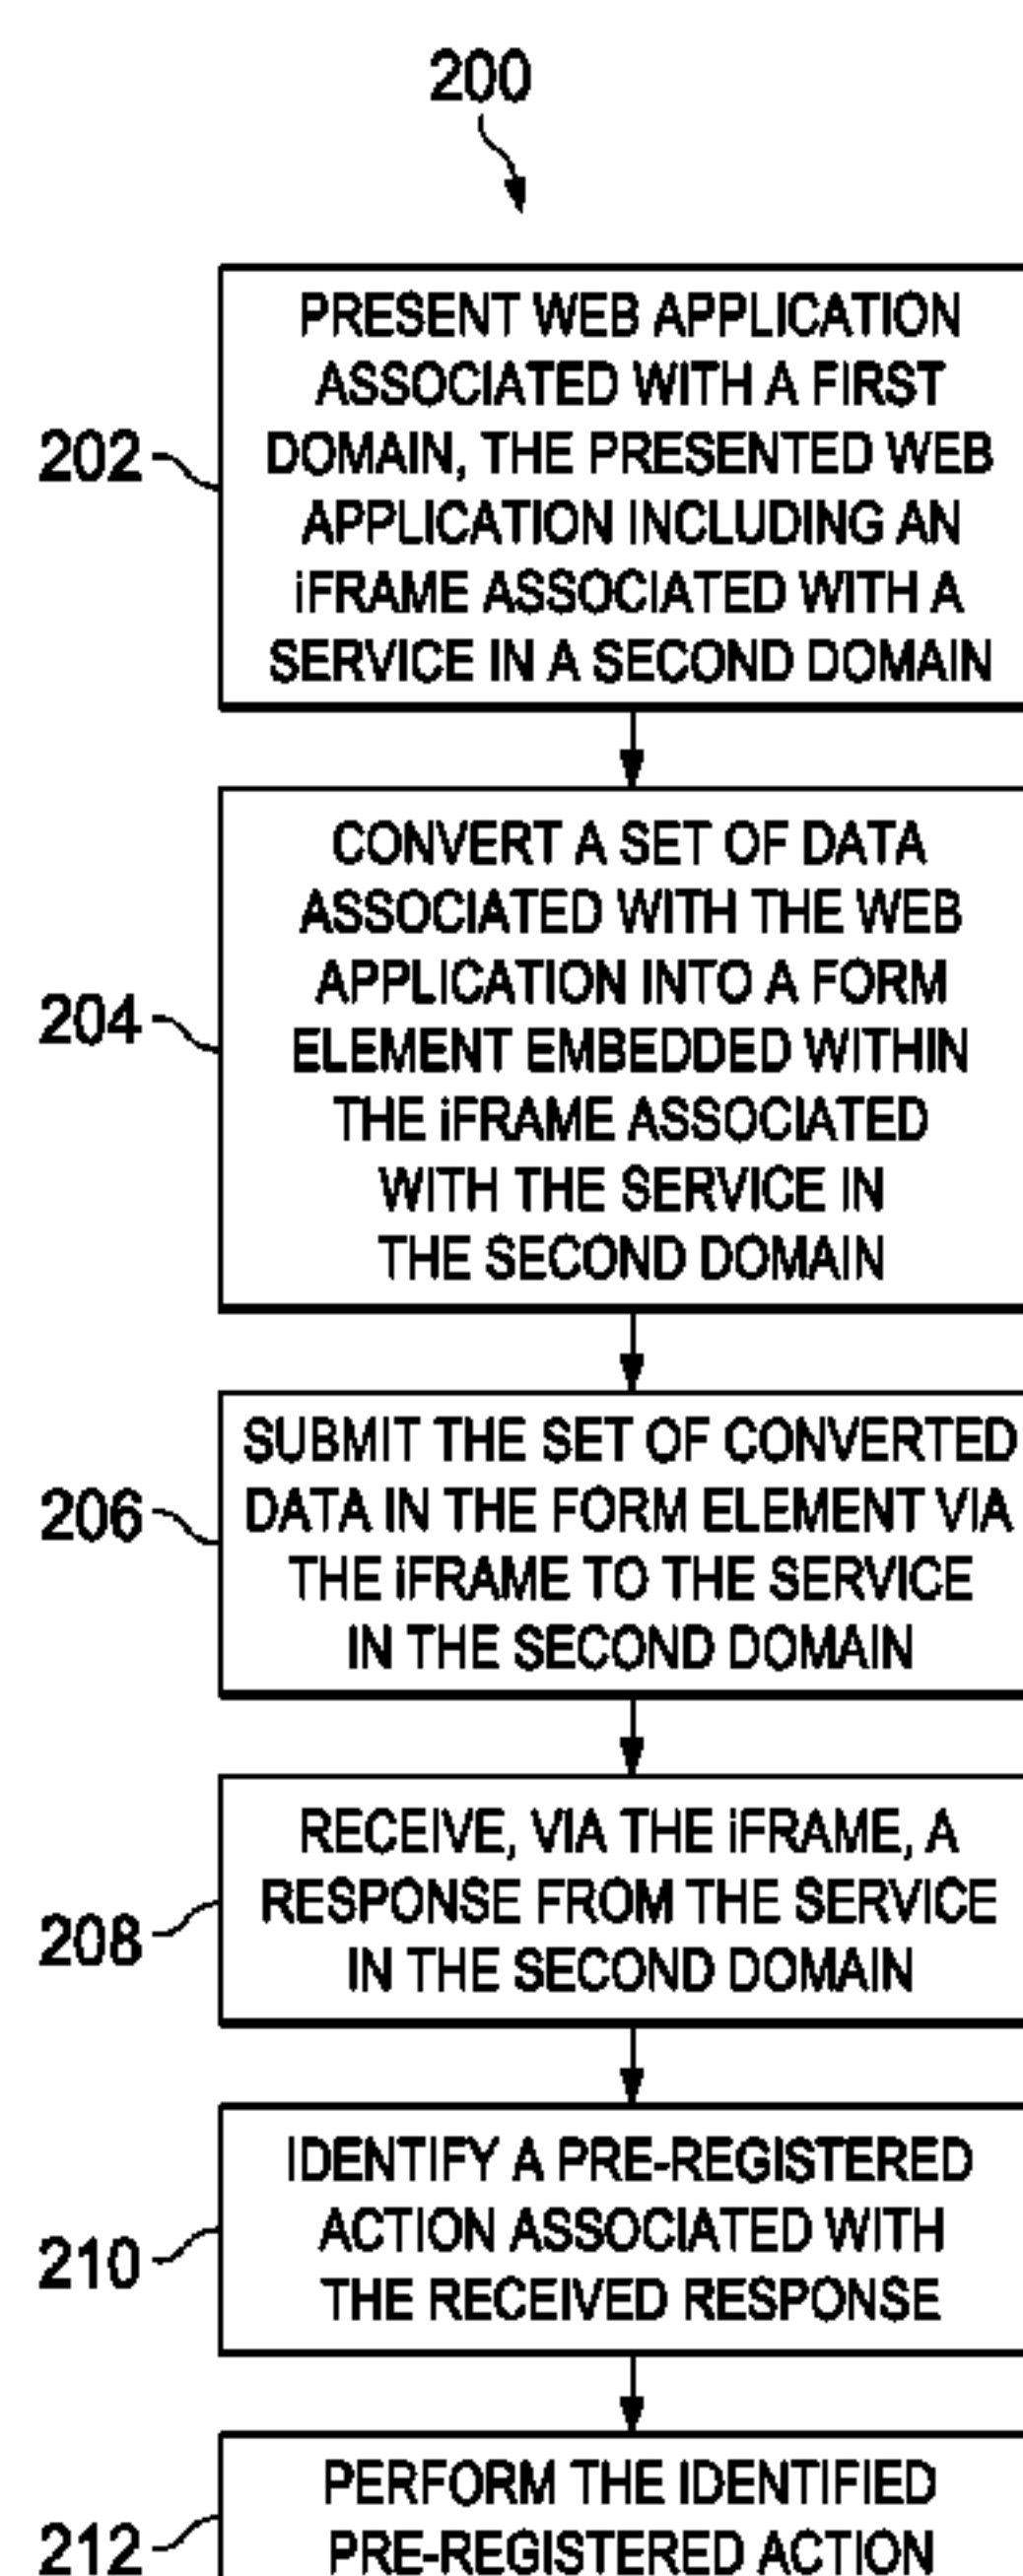 200
202
PRESENT WEB APPLICATION
ASSOCIATED WITH A FIRST
DOMAIN, THE PRESENTED WEB
APPLICATION INCLUDING AN
iFRAME ASSOCIATED WITH A
SERVICE IN A SECOND DOMAIN
204
CONVERT A SET OF DATA
ASSOCIATED WITH THE WEB
APPLICATION INTO A FORM
ELEMENT EMBEDDED WITHIN
THE iFRAME ASSOCIATED
WITH THE SERVICE IN
THE SECOND DOMAIN
206
SUBMIT THE SET OF CONVERTED
DATA IN THE FORM ELEMENT VIA
THE iFRAME TO THE SERVICE
IN THE SECOND DOMAIN
208
RECEIVE, VIA THE iFRAME, A
RESPONSE FROM THE SERVICE
IN THE SECOND DOMAIN
210
IDENTIFY A PRE-REGISTERED
ACTION ASSOCIATED WITH
THE RECEIVED RESPONSE
212
PERFORM THE IDENTIFIED
PRE-REGISTERED ACTION